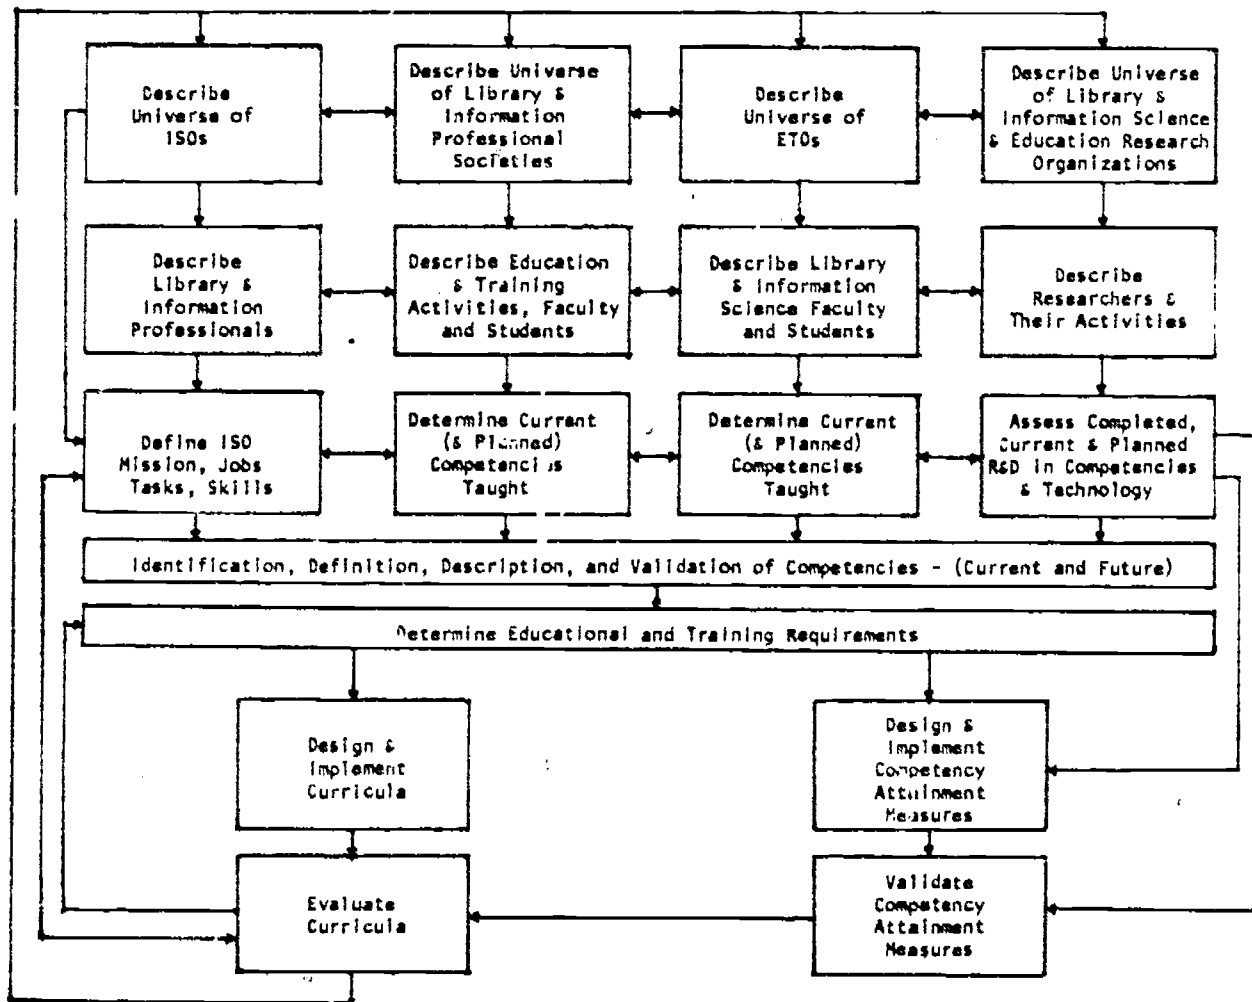 Describe
Universe of
ISOs
Describe Universe
of Library &
Information
Professional
Societies
Describe
Universe of
ETOs
Describe Universe
of Library &
Information Science
& Education Research
Organizations
Describe
Library &
Information
Professionals
Describe Education
& Training
Activities, Faculty
and Students
Describe Library
& Information
Science Faculty
and Students
Describe
Researchers &
Their Activities
Define ISO
Mission, Jobs
Tasks, Skills
Determine Current
(& Planned)
Competencies
Taught
Determine Current
(& Planned)
Competencies
Taught
Assess Completed,
Current & Planned
R&D in Competencies
& Technology
Identification, Definition, Description, and Validation of Competencies - (Current and Future)
Determine Educational and Training Requirements
Design &
Implement
Curricula
Design &
Implement
Competency
Attainment
Measures
Evaluate
Curricula
Validate
Competency
Attainment
Measures